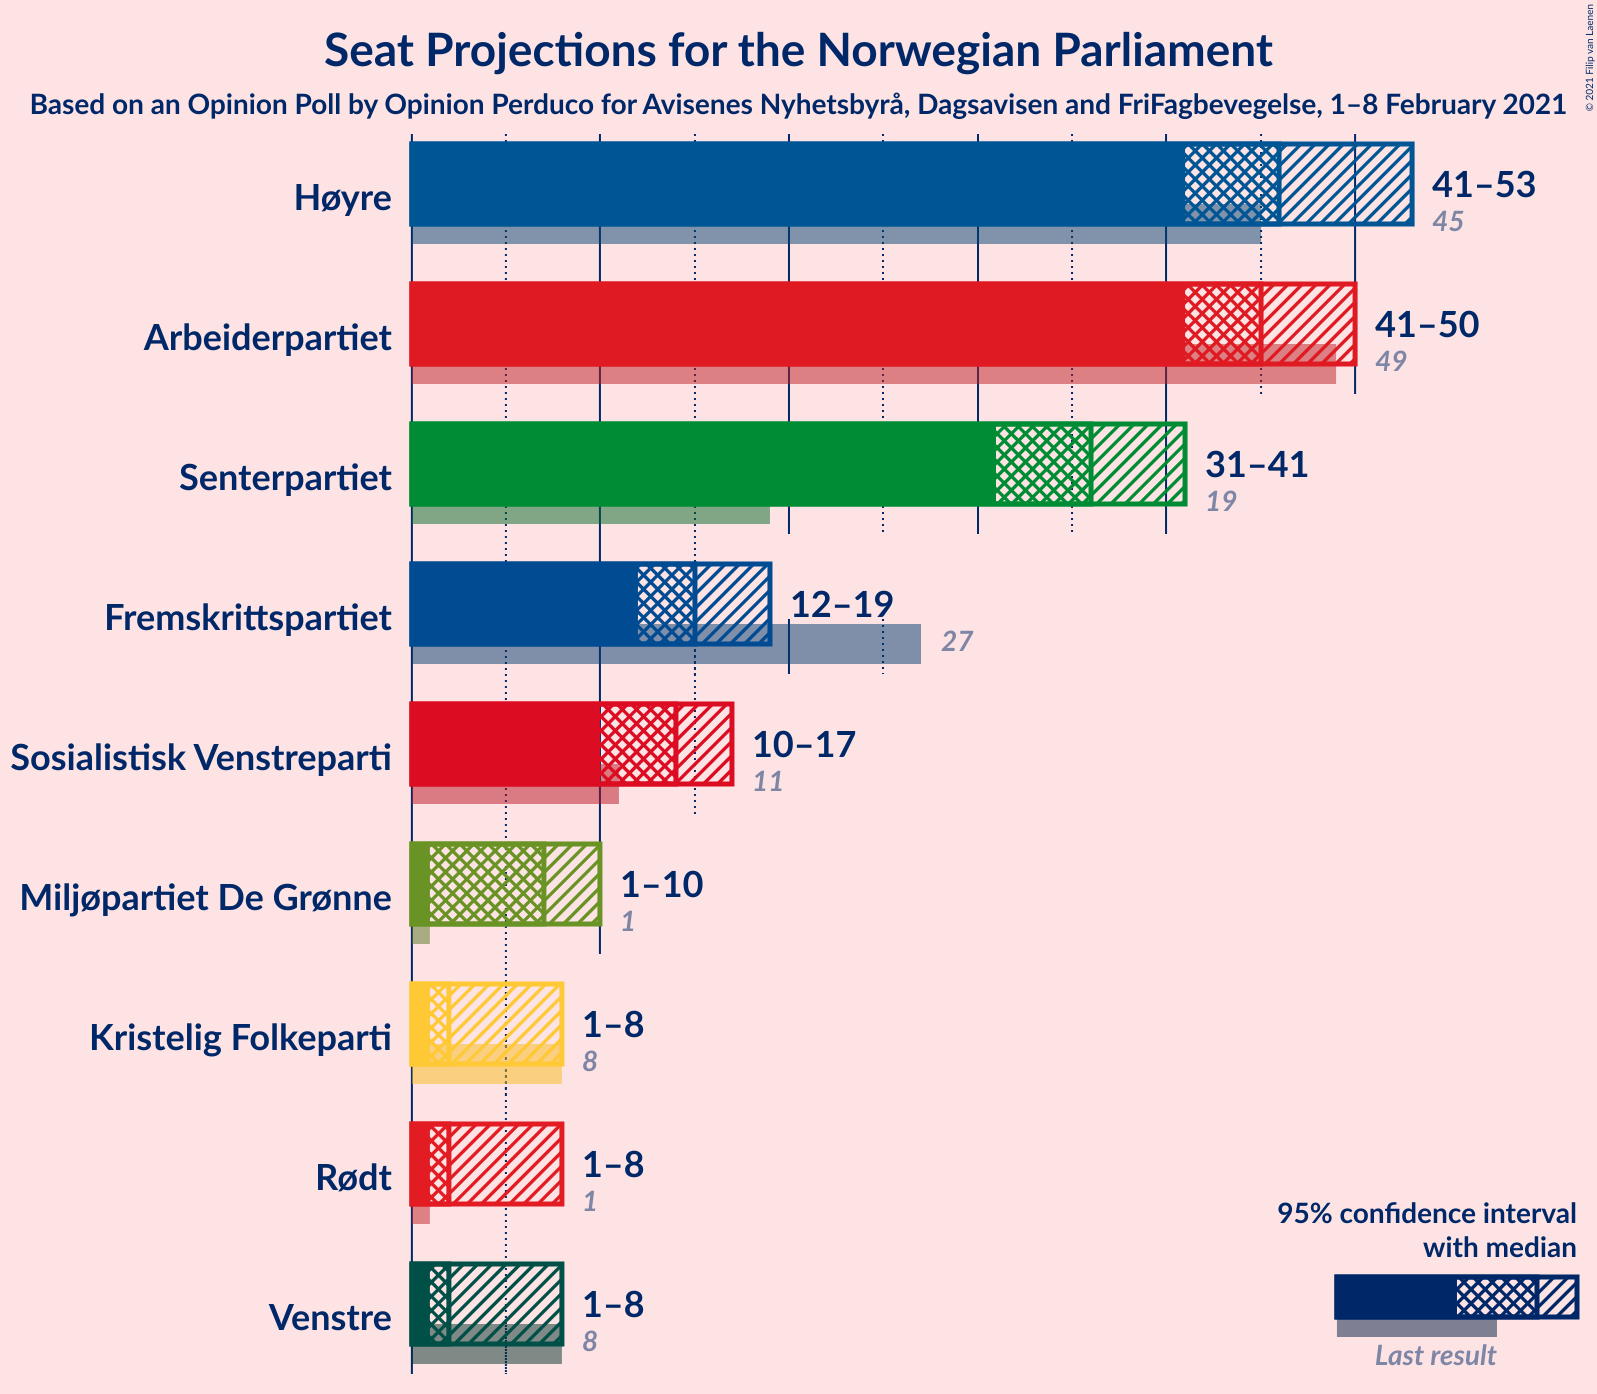 Seat Projections for the Norwegian Parliament
Based on an Opinion Poll by Opinion Perduco for Avisenes Nyhetsbyrå, Dagsavisen and FriFagbevegelse, 1–8 February 2021
© 2021 Filip van Laenen
Høyre
41–53
45
Arbeiderpartiet
41–50
49
Senterpartiet
31–41
19
Fremskrittspartiet
12–19
27
Sosialistisk Venstreparti
10–17
11
Miljøpartiet De Grønne
1–10
1
Kristelig Folkeparti
1–8
8
Rødt
1–8
1
Venstre
1–8
8
95% confidence interval
with median
Last result